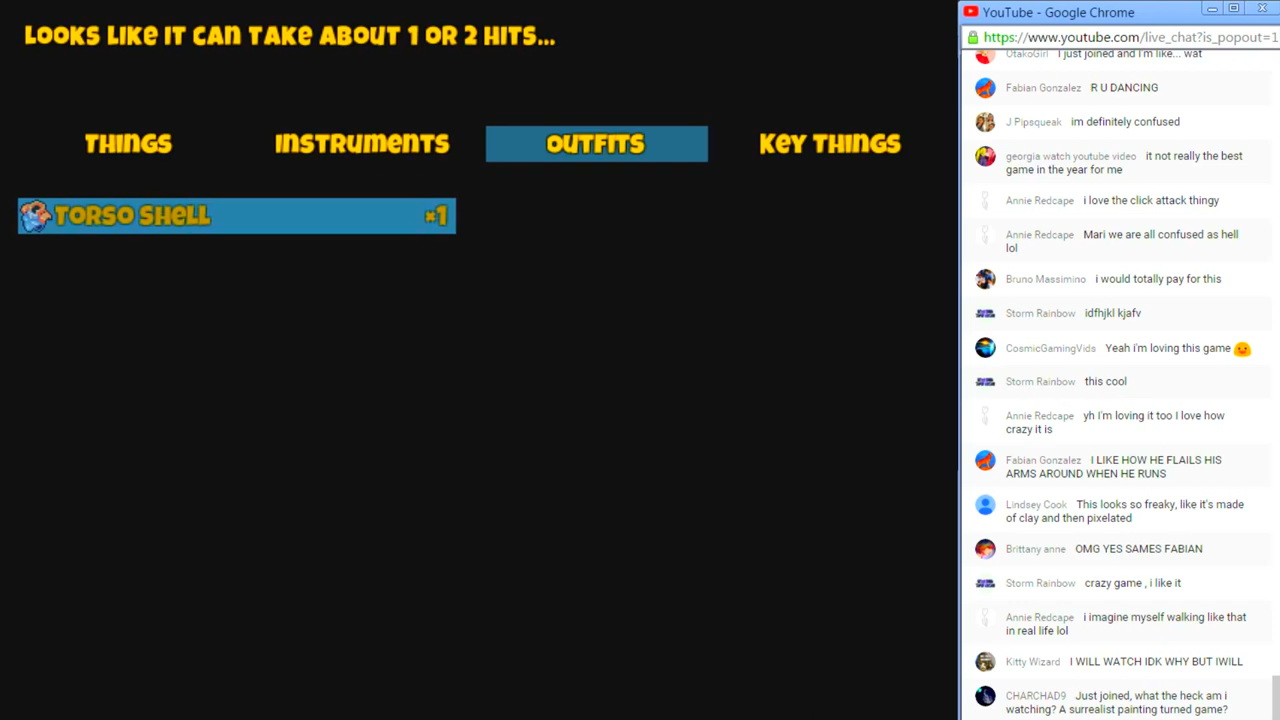 LOOKS LIKE IT CAN TAKE ABOUT 1 OR 2 HITS...
THINGS
INSTRUMENTS
OUTFITS
KEY THINGS
TORSO SHELL ×1
YouTube - Google Chrome
https://www.youtube.com/live_chat?is_popout=1
OtakoGirl I just joined and I'm like... wat
Fabian Gonzalez R U DANCING
J Pipsqueak im definitely confused
georgia watch youtube video it not really the best
game in the year for me
Annie Redcape i love the click attack thingy
Annie Redcape Mari we are all confused as hell
lol
Bruno Massimino i would totally pay for this
Storm Rainbow idfhjkl kjafv
CosmicGamingVids Yeah i'm loving this game
Storm Rainbow this cool
Annie Redcape yh I'm loving it too I love how
crazy it is
Fabian Gonzalez I LIKE HOW HE FLAILS HIS
ARMS AROUND WHEN HE RUNS
Lindsey Cook This looks so freaky, like it's made
of clay and then pixelated
Brittany anne OMG YES SAMES FABIAN
Storm Rainbow crazy game , i like it
Annie Redcape i imagine myself walking like that
in real life lol
Kitty Wizard I WILL WATCH IDK WHY BUT IWILL
CHARCHAD9 Just joined, what the heck am i
watching? A surrealist painting turned game?